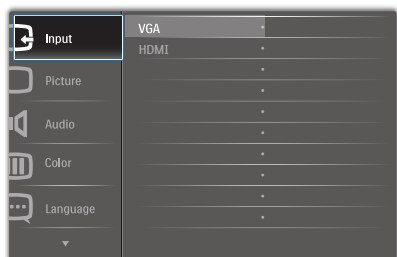 Input
VGA
HDMI
Picture
Audio
Color
Language